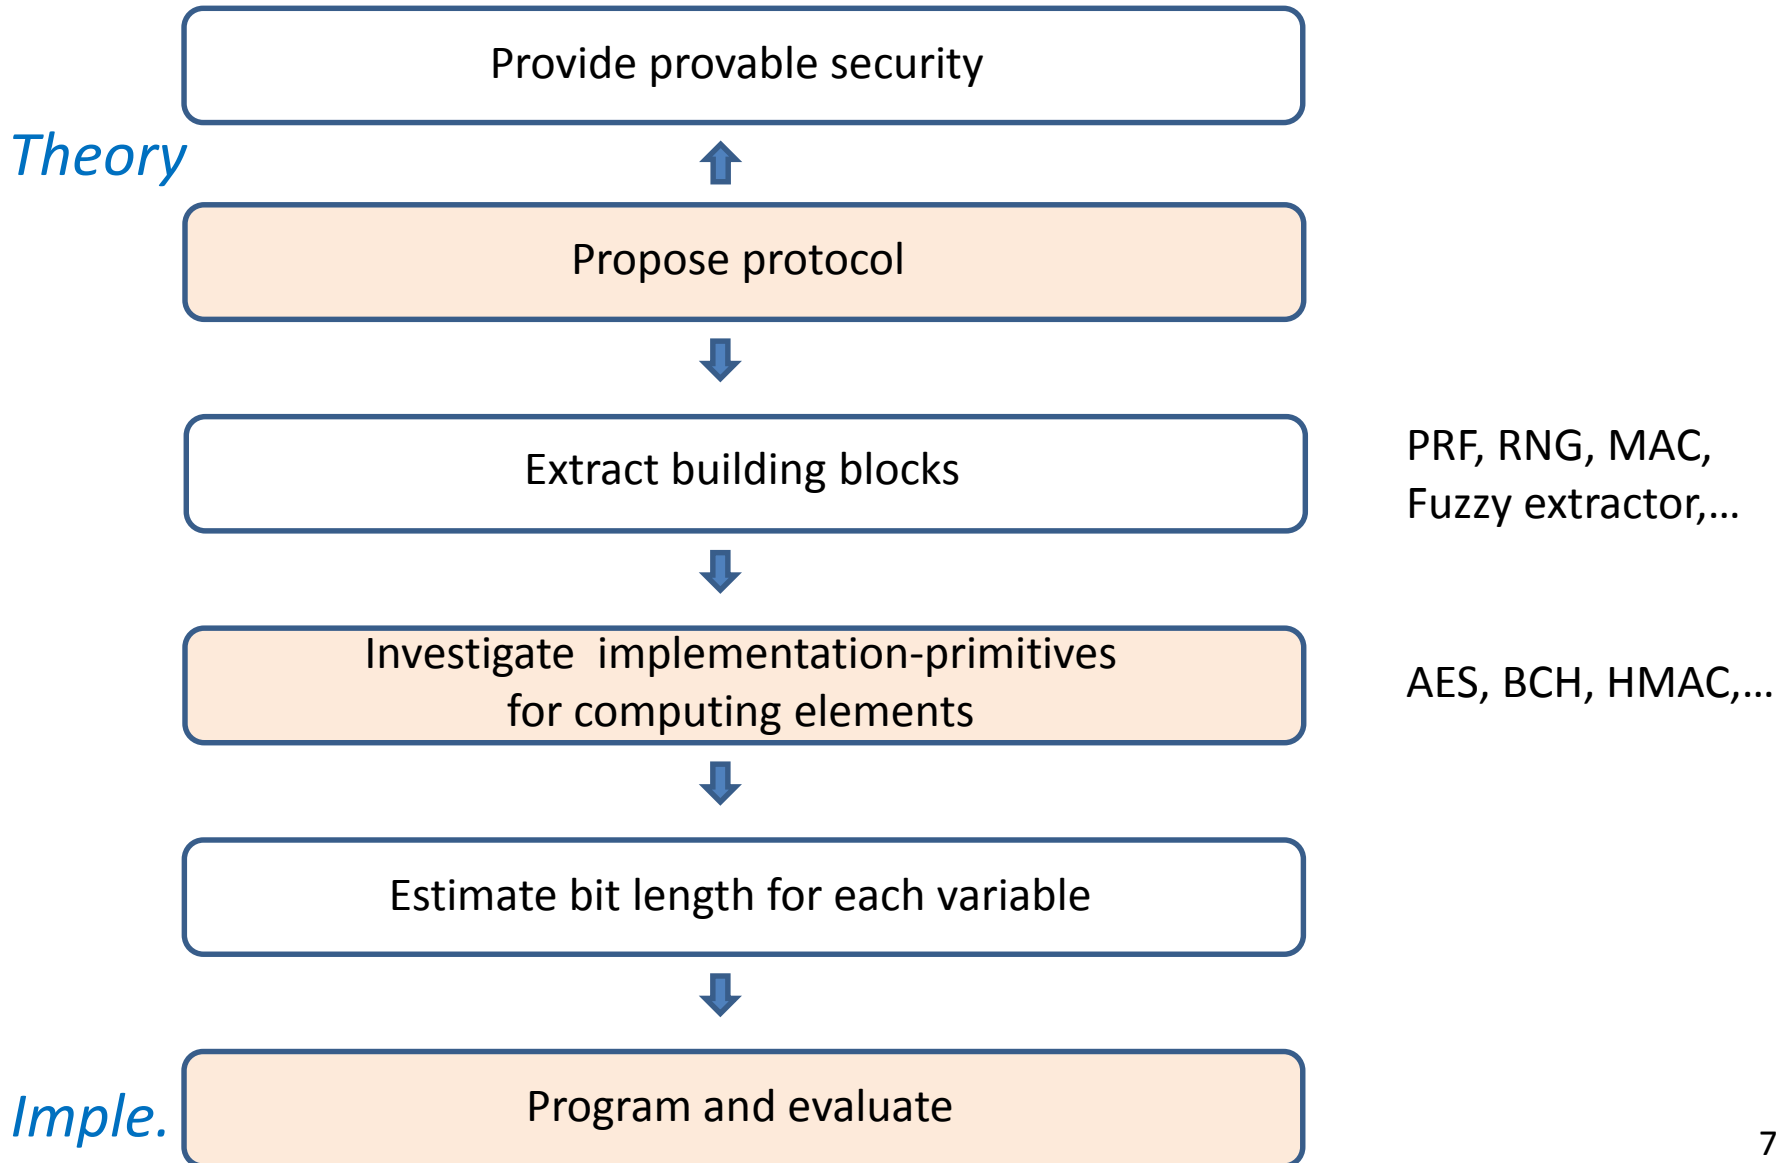 Provide provable security
Theory
Propose protocol
Extract building blocks
PRF, RNG, MAC,
Fuzzy extractor,...
Investigate  implementation-primitives
for computing elements
AES, BCH, HMAC,...
Estimate bit length for each variable
Program and evaluate
Imple.
7